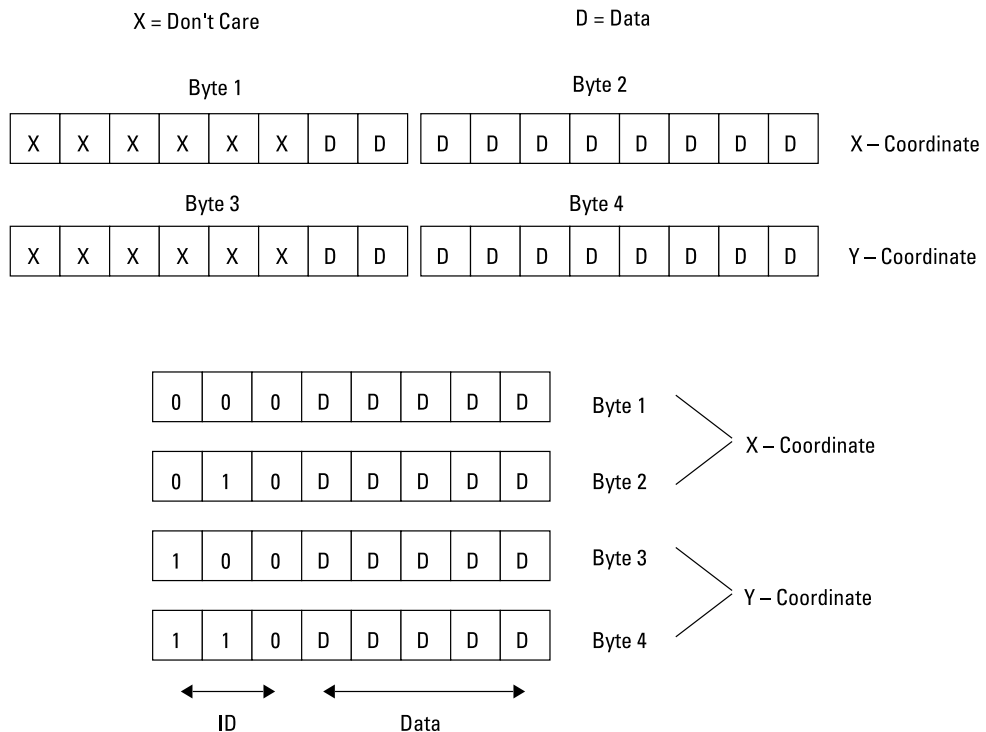 X = Don't Care D = Data
Byte 1 Byte 2
X X X X X X D D D D D D D D D D X – Coordinate
Byte 3 Byte 4
X X X X X X D D D D D D D D D D Y – Coordinate
0 0 0 D D D D D Byte 1
X – Coordinate
0 1 0 D D D D D Byte 2
1 0 0 D D D D D Byte 3
Y – Coordinate
1 1 0 D D D D D Byte 4
ID Data